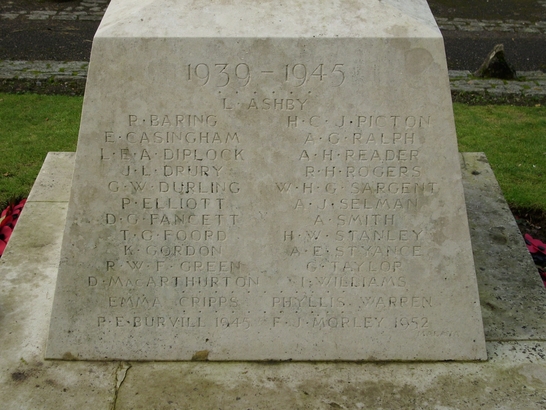 1939-1945
L·ASHBY
R·BARING H·C·J·PICTON
E·CASINGHAM A·G·RALPH
L·E·A·DIPLOCK A·H·READER
J·L·DRURY R·H·ROGERS
G·W·DURLING W·H·G·SARGENT
P·ELLIOTT A·J·SELMAN
D·G·FANCETT A·SMITH
T·G·FOORD H·W·STANLEY
K·GORDON A·E·STYANCE
R·W·F·GREEN G·TAYLOR
D·MACARTHURTON I·WILLIAMS
EMMA CRIPPS PHYLLIS WARREN
P·E·BURVILL 1945 F·J·MORLEY 1952